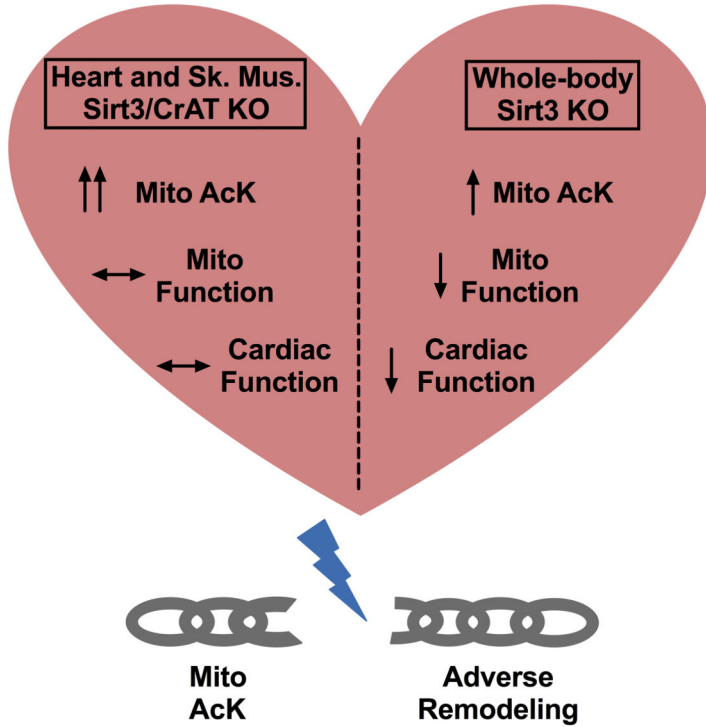 Heart and Sk. Mus.
Sirt3/CrAT KO
Mito AcK
Mito
Function
Cardiac
Function
Whole-body
Sirt3 KO
Mito AcK
Mito
Function
Cardiac
Function
Mito
AcK
Adverse
Remodeling